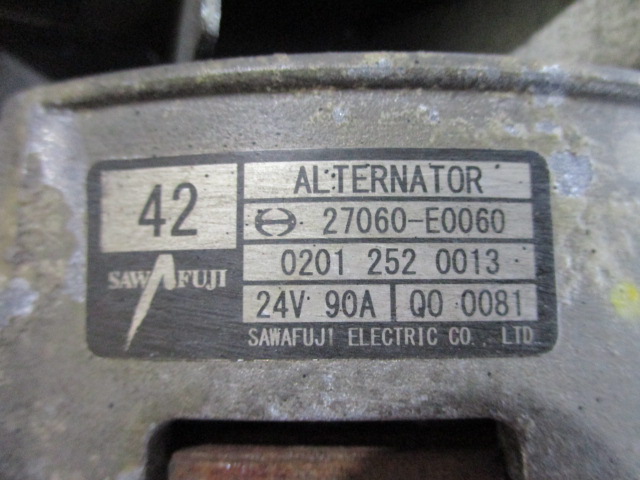 42
ALTERNATOR
27060-E0060
SAWAFUJI
0201 252 0013
24V 90A Q0 0081
SAWAFUJI ELECTRIC CO., LTD